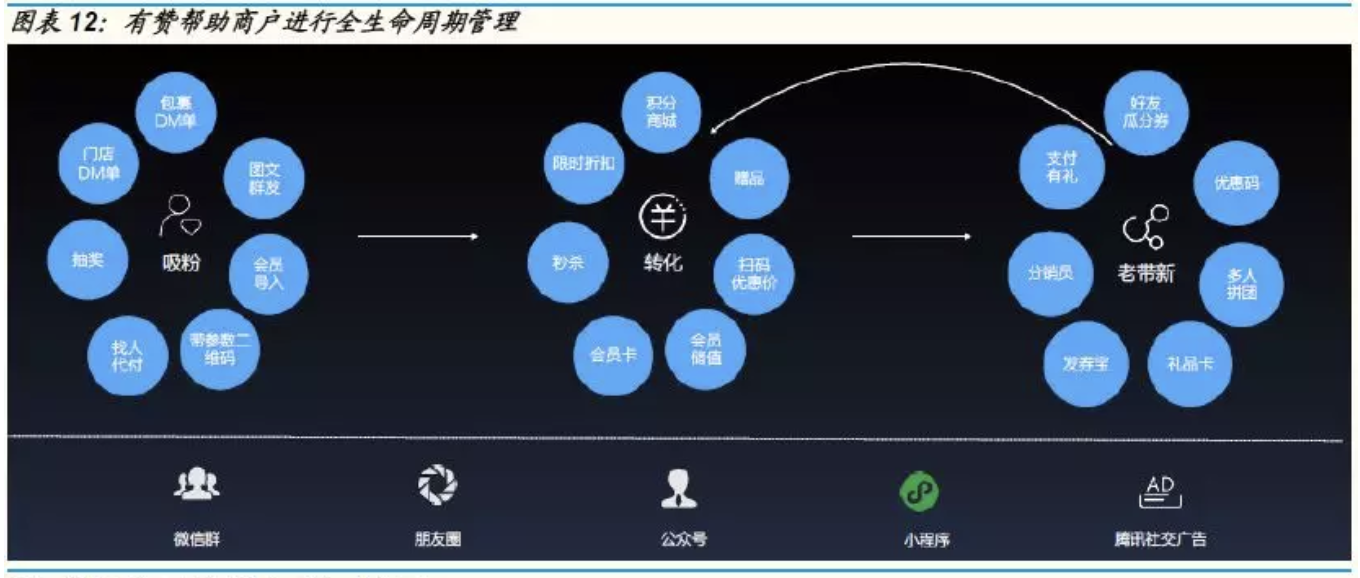 图表 12：有赞帮助商户进行全生命周期管理
包裹
DM单
门店
DM单
图文
群发
抽奖
吸粉
会员
导入
找人
代付
带参数二
维码
积分
商城
限时折扣
赠品
秒杀
转化
扫码
优惠价
会员卡
会员
储值
好友
瓜分券
支付
有礼
优惠码
分销员
老带新
多人
拼团
发券宝
礼品卡
微信群
朋友圈
公众号
小程序
AD
腾讯社交广告